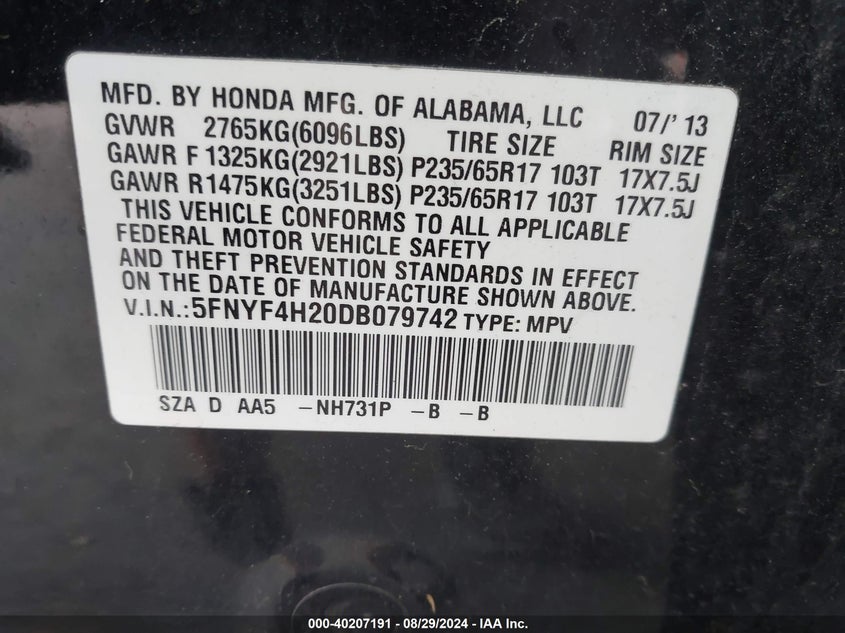 MFD. BY HONDA MFG. OF ALABAMA, LLC 07/'13
GVWR 2765KG(6096LBS) TIRE SIZE RIM SIZE
GAWR F 1325KG(2921LBS) P235/65R17 103T 17X7.5J
GAWR R1475KG(3251LBS) P235/65R17 103T 17X7.5J
THIS VEHICLE CONFORMS TO ALL APPLICABLE
FEDERAL MOTOR VEHICLE SAFETY
AND THEFT PREVENTION STANDARDS IN EFFECT
ON THE DATE OF MANUFACTURE SHOWN ABOVE.
V.I.N.:5FNYF4H20DB079742 TYPE: MPV
SZA D AA5 -NH731P -B -B
000-40207191 - 08/29/2024 - IAA Inc.